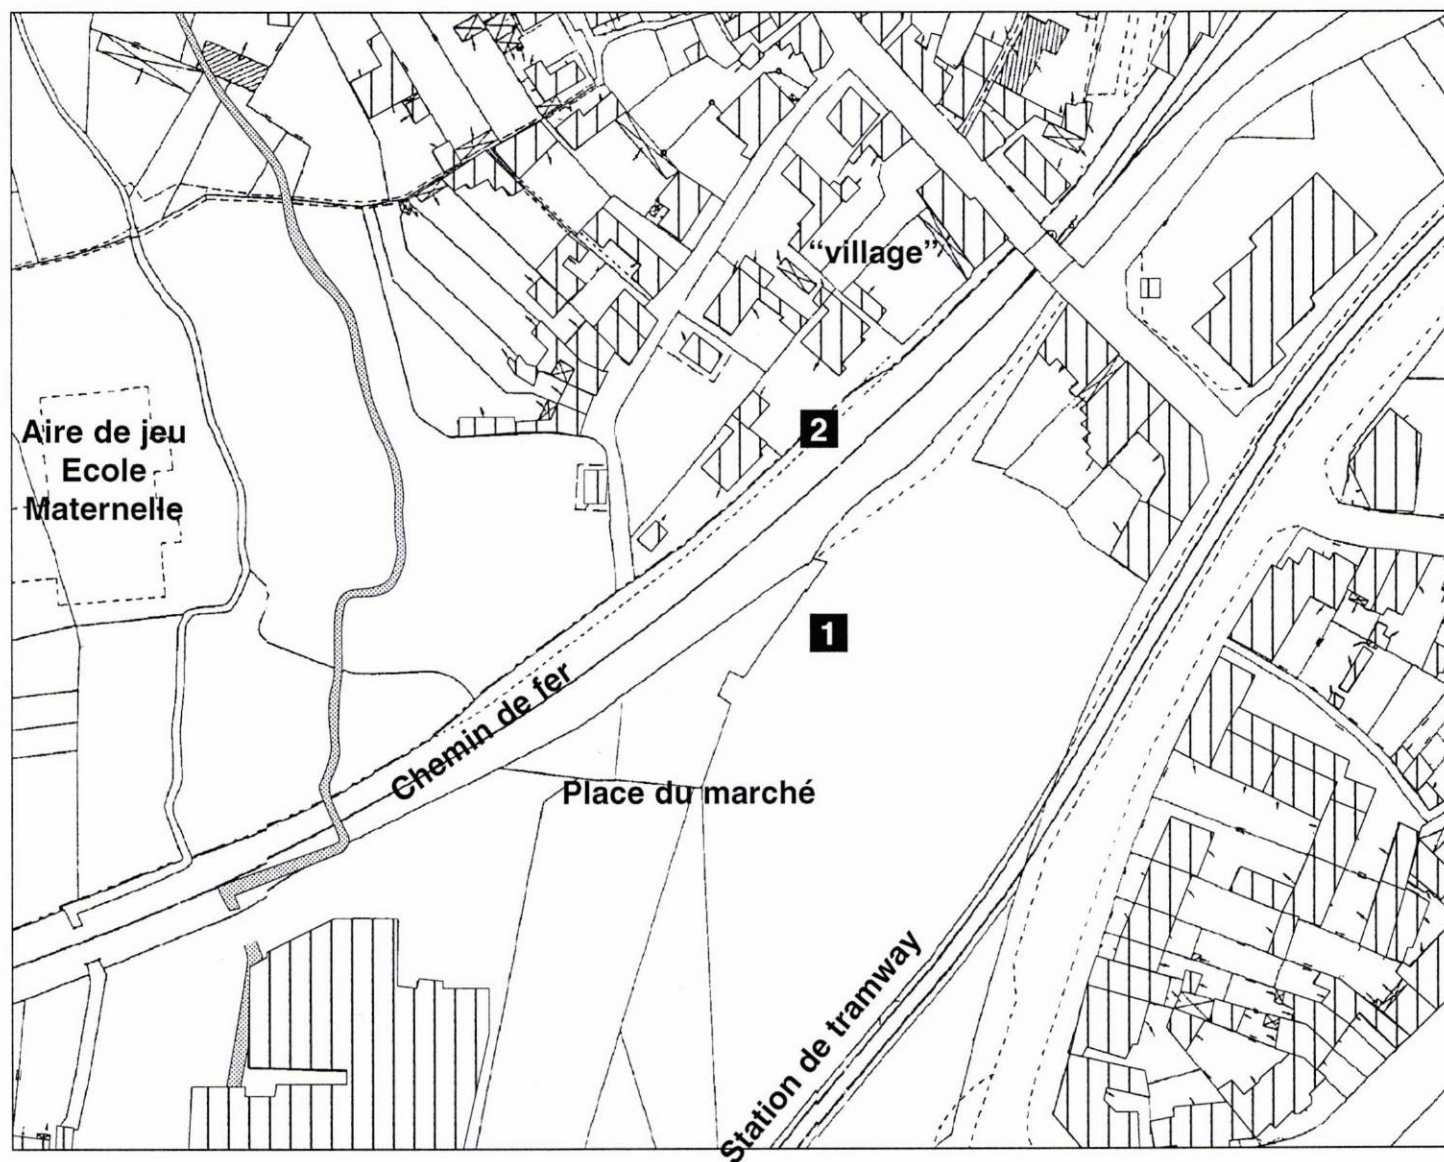 “village”
2
Aire de jeu
Ecole
Maternelle
1
Chemin de fer
Place du marché
Station de tramway